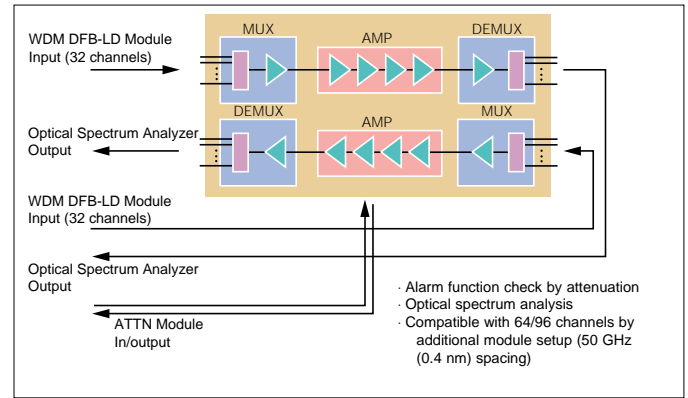 MUX
AMP
DEMUX
WDM DFB-LD Module
Input (32 channels)
DEMUX
AMP
MUX
Optical Spectrum Analyzer
Output
WDM DFB-LD Module
Input (32 channels)
Optical Spectrum Analyzer
Output
ATTN Module
In/output
· Alarm function check by attenuation
· Optical spectrum analysis
· Compatible with 64/96 channels by
additional module setup (50 GHz
(0.4 nm) spacing)